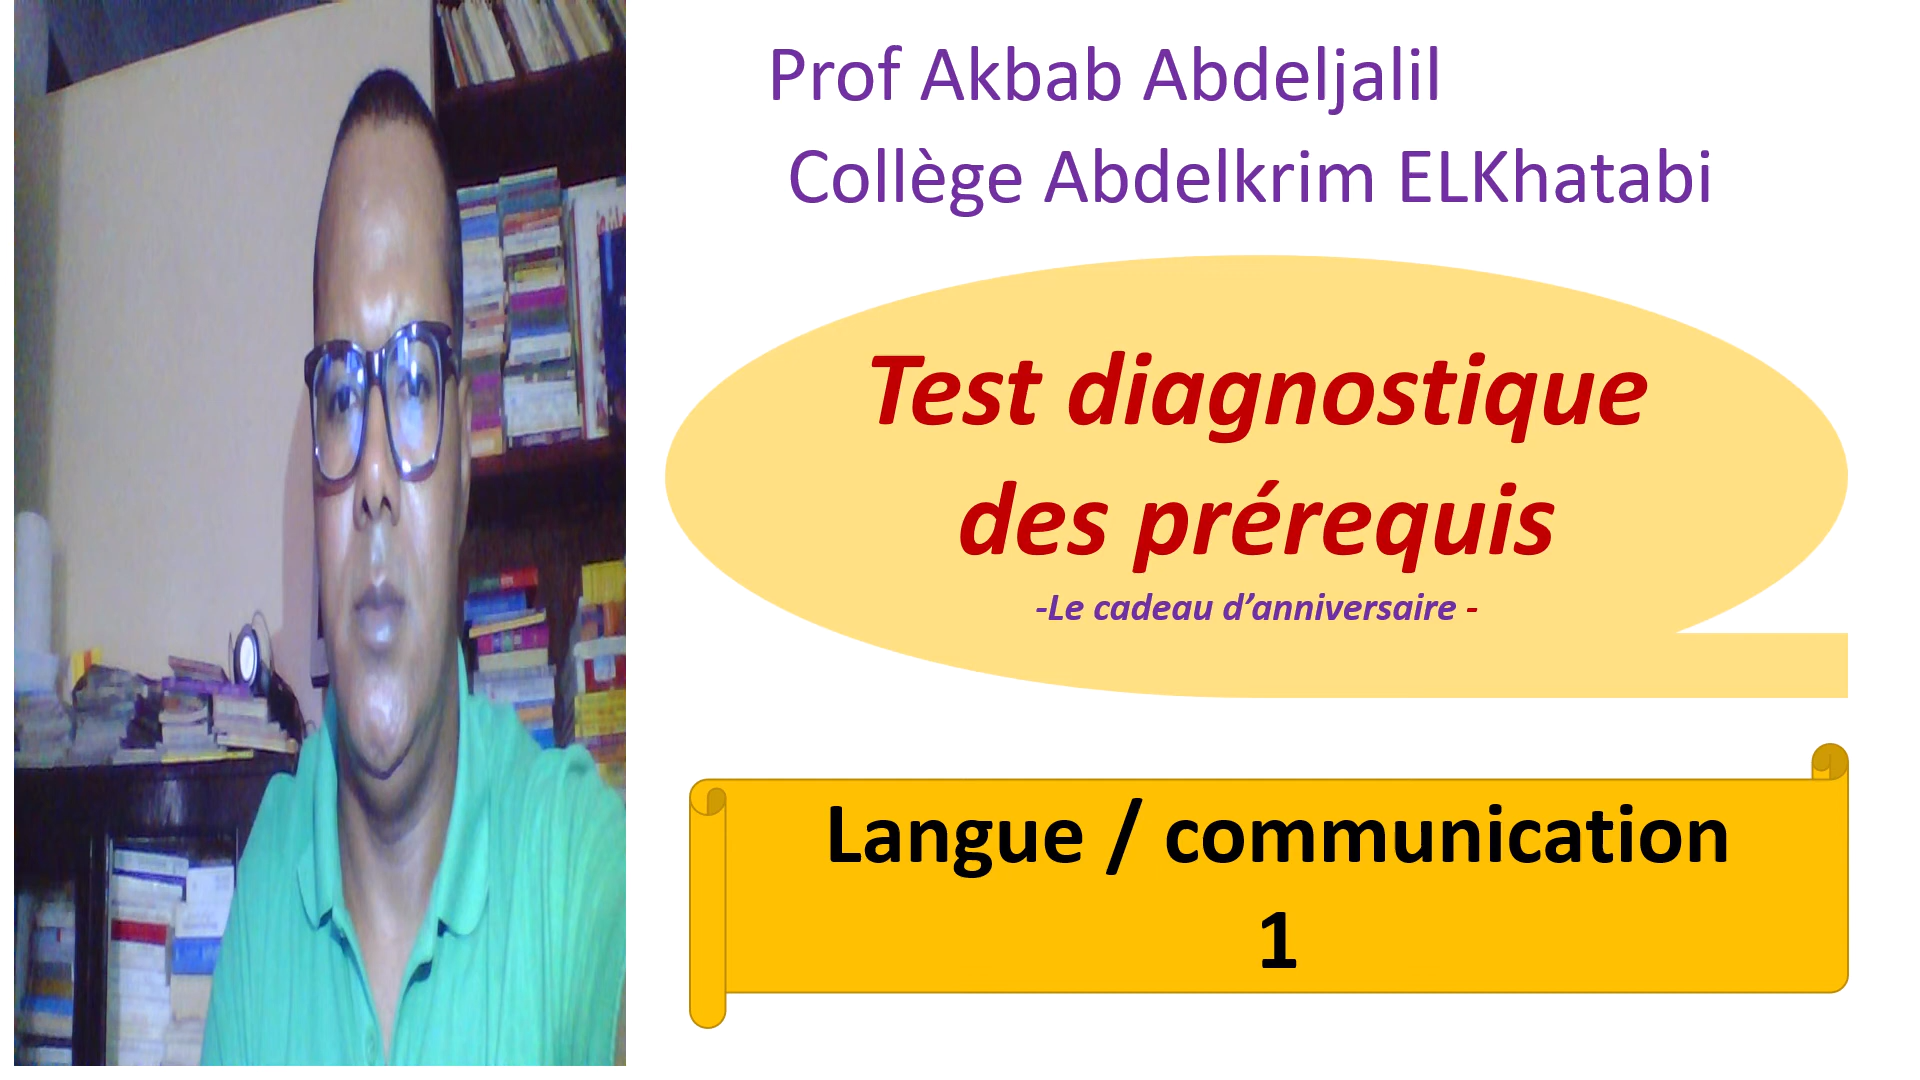 Prof Akbab Abdeljalil
Collège Abdelkrim ELKhatabi
Test diagnostique
des prérequis
-Le cadeau d’anniversaire -
Langue / communication
1